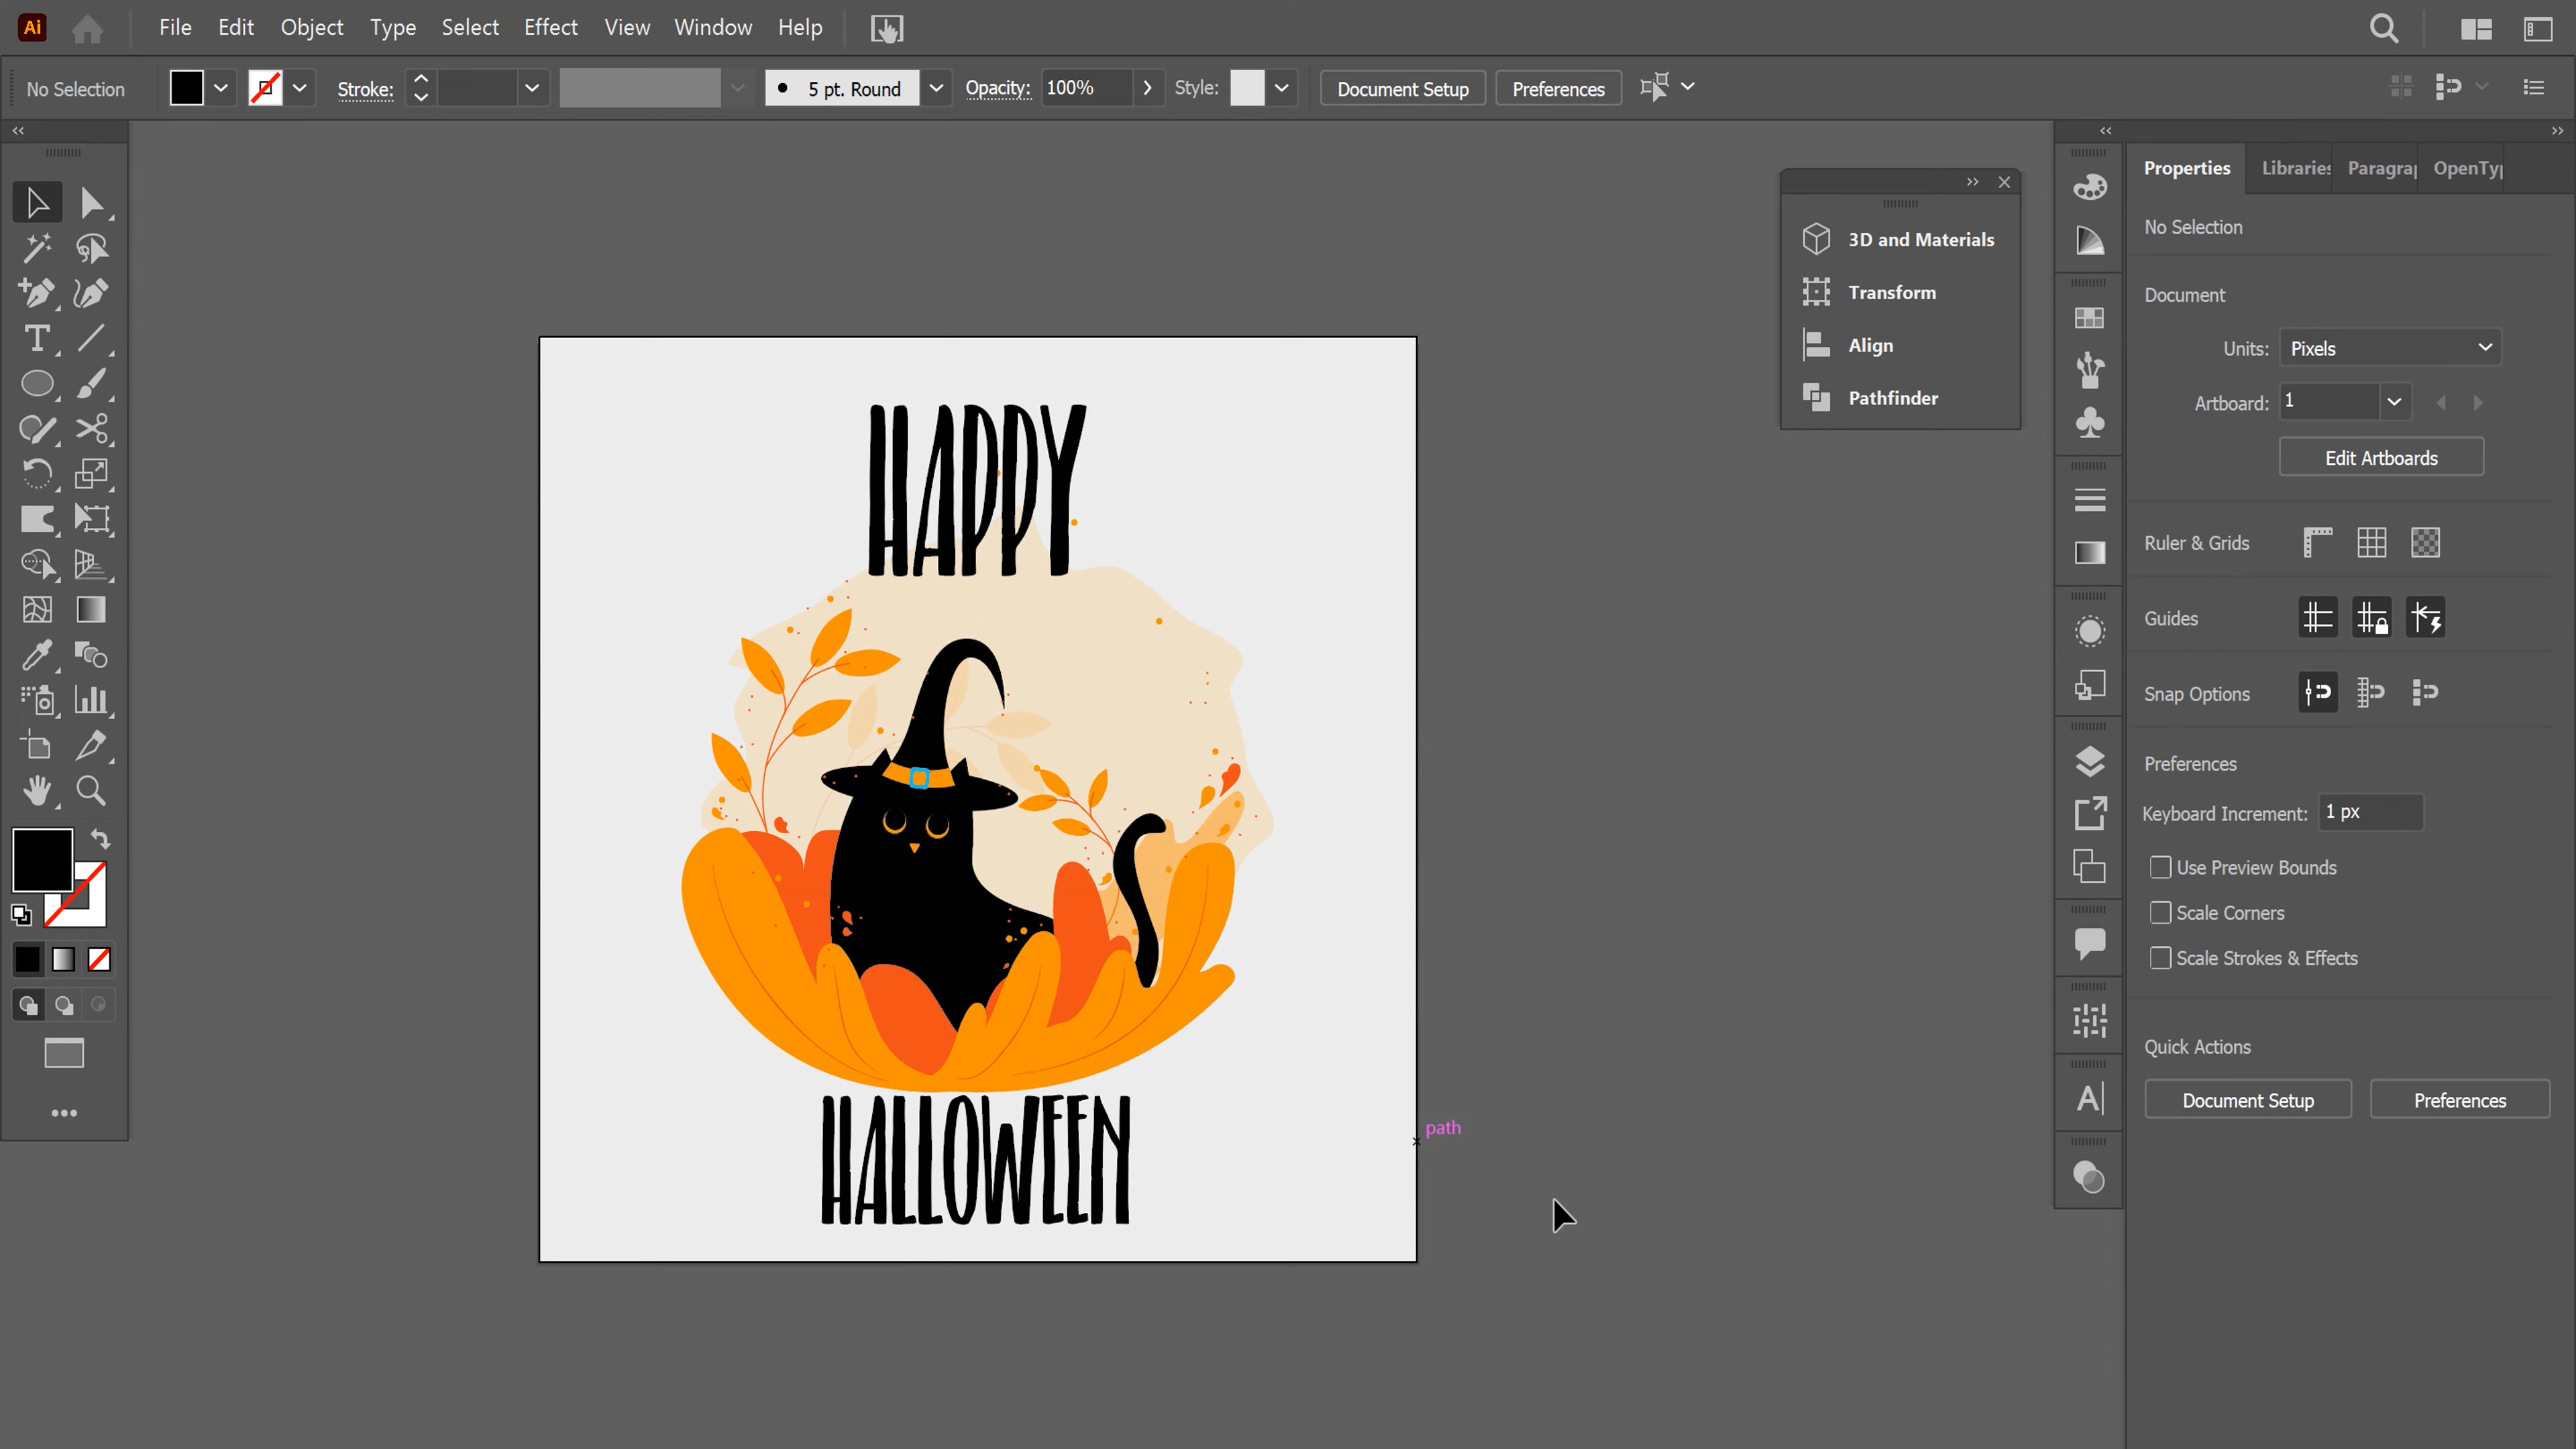 Ai File Edit Object Type Select Effect View Window Help
No Selection Stroke: 5 pt. Round Opacity: 100% Style: Document Setup Preferences
3D and Materials
Transform
Align
Pathfinder
HAPPY
HALLOWEEN
path
Properties Libraries Paragra OpenTy
No Selection
Document
Units: Pixels
Artboard: 1
Edit Artboards
Ruler & Grids
Guides
Snap Options
Preferences
Keyboard Increment: 1 px
Use Preview Bounds
Scale Corners
Scale Strokes & Effects
Quick Actions
Document Setup Preferences